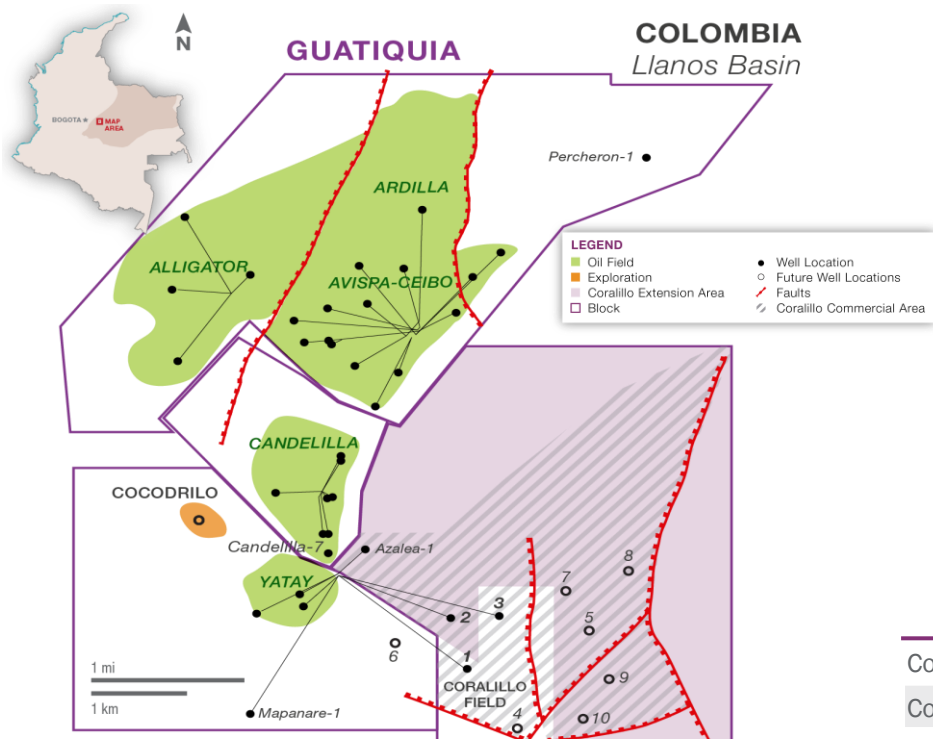 N
GUATIQUIA
COLOMBIA
Llanos Basin
BOGOTA
MAP
AREA
Percheron-1
ARDILLA
ALLIGATOR
AVISPA-CEIBO
LEGEND
Oil Field
Exploration
Coralillo Extension Area
Block
Well Location
Future Well Locations
Faults
Coralillo Commercial Area
CANDELILLA
COCODRILO
Candelilla-7
Azalea-1
YATAY
8
7
3
2
5
6
1
9
CORALILLO
FIELD
4
10
1 mi
1 km
Mapanare-1
Co
Co